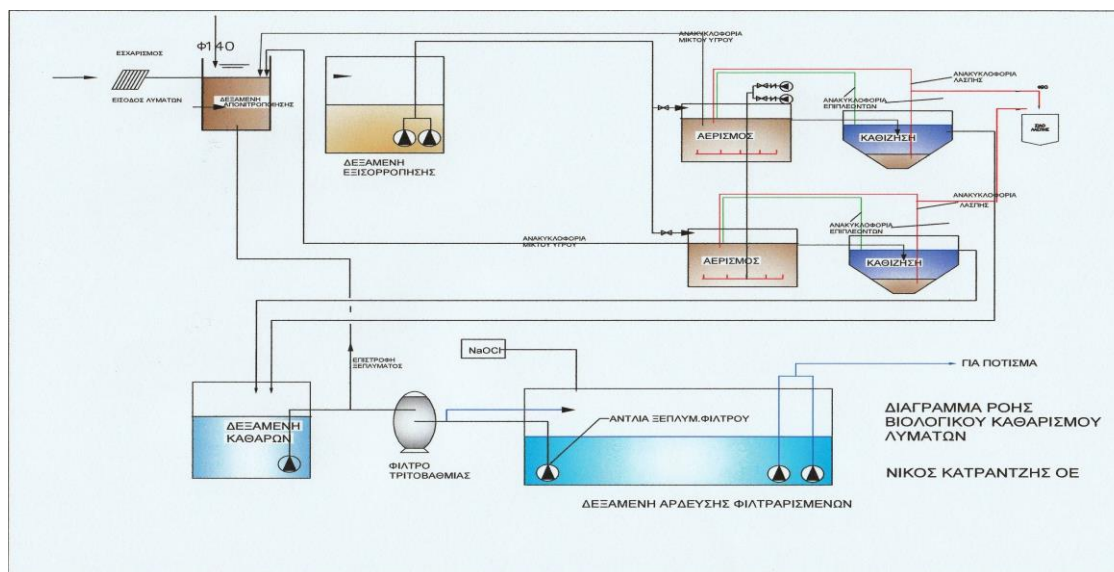 Φ140
ΕΣΧΑΡΙΣΜΟΣ
ΕΙΣΟΔΟΣ ΛΥΜΑΤΩΝ
ΔΕΞΑΜΕΝΗ
ΑΠΟΝΙΤΡΟΠΟΙΗΣΗΣ
ΔΕΞΑΜΕΝΗ
ΕΞΙΣΟΡΡΟΠΗΣΗΣ
ΑΝΑΚΥΚΛΟΦΟΡΙΑ
ΜΙΚΤΟΥ ΥΓΡΟΥ
ΑΕΡΙΣΜΟΣ
ΑΝΑΚΥΚΛΟΦΟΡΙΑ
ΕΠΙΠΛΕΟΝΤΩΝ
ΑΝΑΚΥΚΛΟΦΟΡΙΑ
ΛΑΣΠΗΣ
ΚΑΘΙΖΗΣΗ
ΛΑΣΠΗΣ
ΑΝΑΚΥΚΛΟΦΟΡΙΑ
ΜΙΚΤΟΥ ΥΓΡΟΥ
ΑΕΡΙΣΜΟΣ
ΑΝΑΚΥΚΛΟΦΟΡΙΑ
ΕΠΙΠΛΕΟΝΤΩΝ
ΑΝΑΚΥΚΛΟΦΟΡΙΑ
ΛΑΣΠΗΣ
ΚΑΘΙΖΗΣΗ
ΕΠΙΣΤΡΟΦΗ
ΞΕΠΛΥΜΑΤΟΣ
NaOCl
ΓΙΑ ΠΟΤΙΣΜΑ
ΔΕΞΑΜΕΝΗ
ΚΑΘΑΡΩΝ
ΦΙΛΤΡΟ
ΤΡΙΤΟΒΑΘΜΙΑΣ
ΑΝΤΛΙΑ ΞΕΠΛΥΜ.ΦΙΛΤΡΟΥ
ΔΕΞΑΜΕΝΗ ΑΡΔΕΥΣΗΣ ΦΙΛΤΡΑΡΙΣΜΕΝΩΝ
ΔΙΑΓΡΑΜΜΑ ΡΟΗΣ
ΒΙΟΛΟΓΙΚΟΥ ΚΑΘΑΡΙΣΜΟΥ
ΛΥΜΑΤΩΝ
ΝΙΚΟΣ ΚΑΤΡΑΝΤΖΗΣ ΟΕ